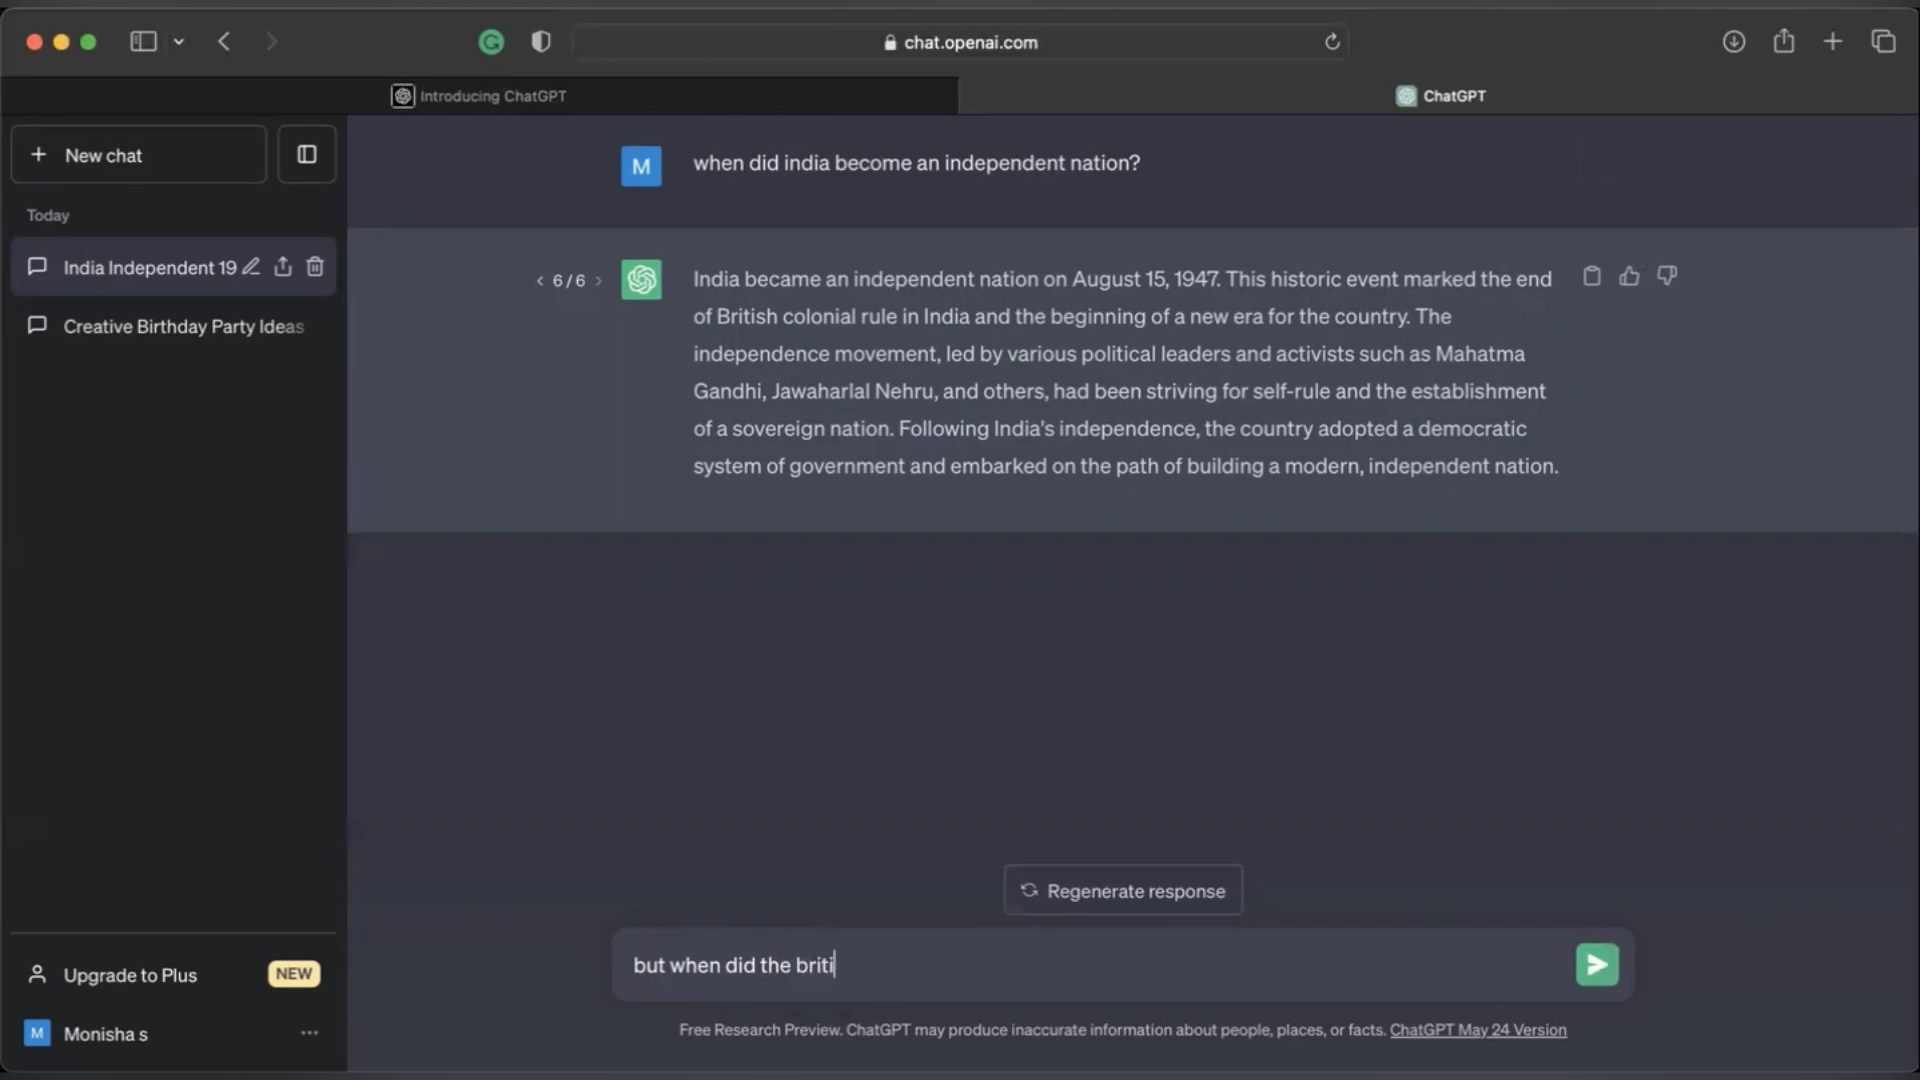 chat.openai.com
Introducing ChatGPT
ChatGPT
New chat
Today
India Independent 19
Creative Birthday Party Ideas
M
when did india become an independent nation?
6 / 6
India became an independent nation on August 15, 1947. This historic event marked the end
of British colonial rule in India and the beginning of a new era for the country. The
independence movement, led by various political leaders and activists such as Mahatma
Gandhi, Jawaharlal Nehru, and others, had been striving for self-rule and the establishment
of a sovereign nation. Following India's independence, the country adopted a democratic
system of government and embarked on the path of building a modern, independent nation.
Regenerate response
but when did the briti
Free Research Preview. ChatGPT may produce inaccurate information about people, places, or facts. ChatGPT May 24 Version
Upgrade to Plus NEW
M Monisha s